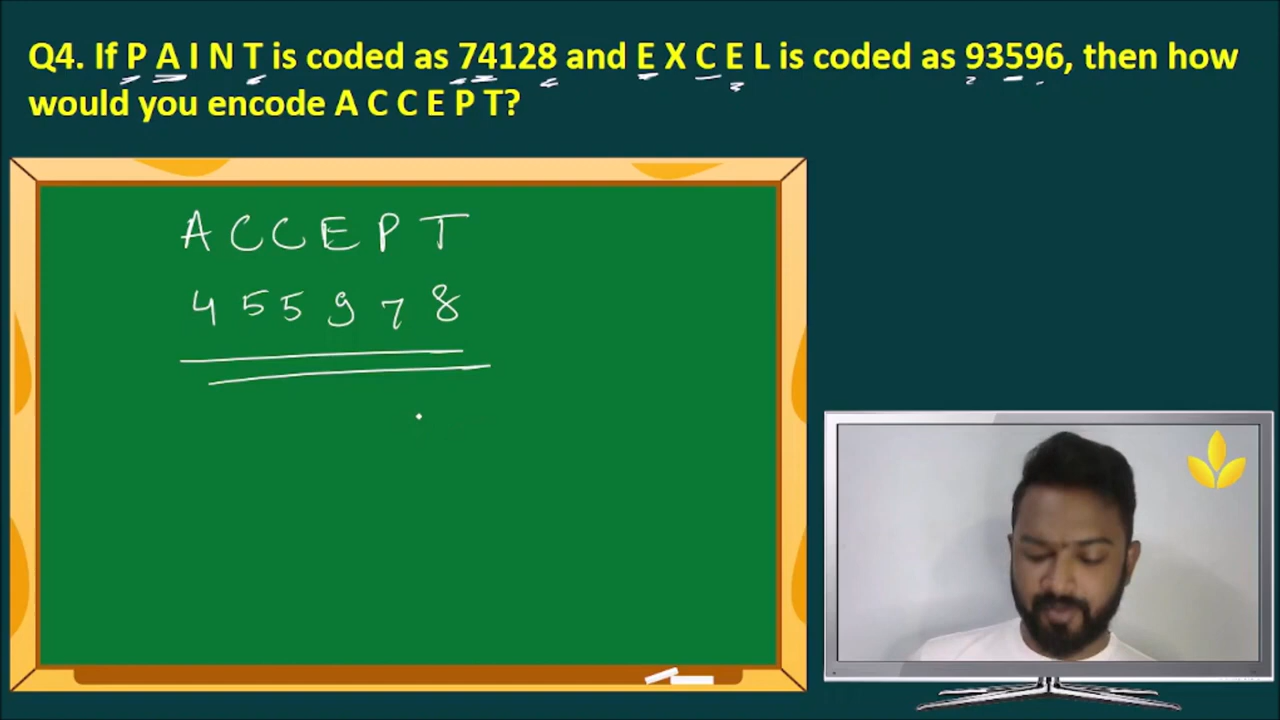 Q4. If P A I N T is coded as 74128 and E X C E L is coded as 93596, then how
would you encode A C C E P T?
A C C E P T
4 5 5 9 7 8